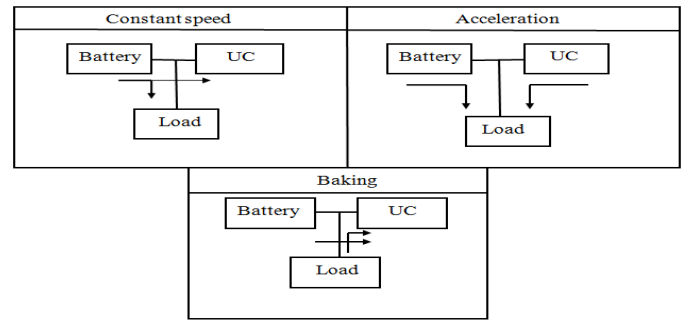 Constant speed
Acceleration
Battery UC
Load
Battery UC
Load
Baking
Battery UC
Load